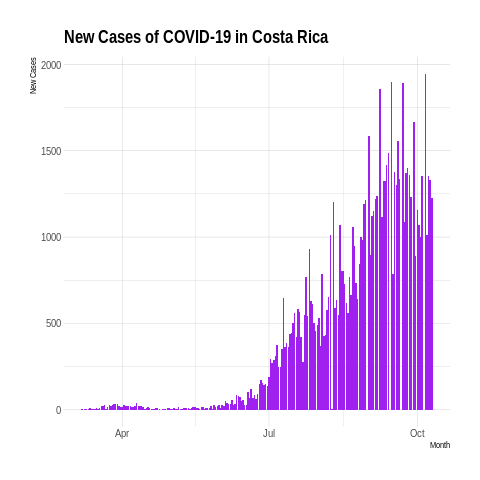 New Cases of COVID-19 in Costa Rica
New Cases
2000
1500
1000
500
0
Apr
Jul
Oct
Month